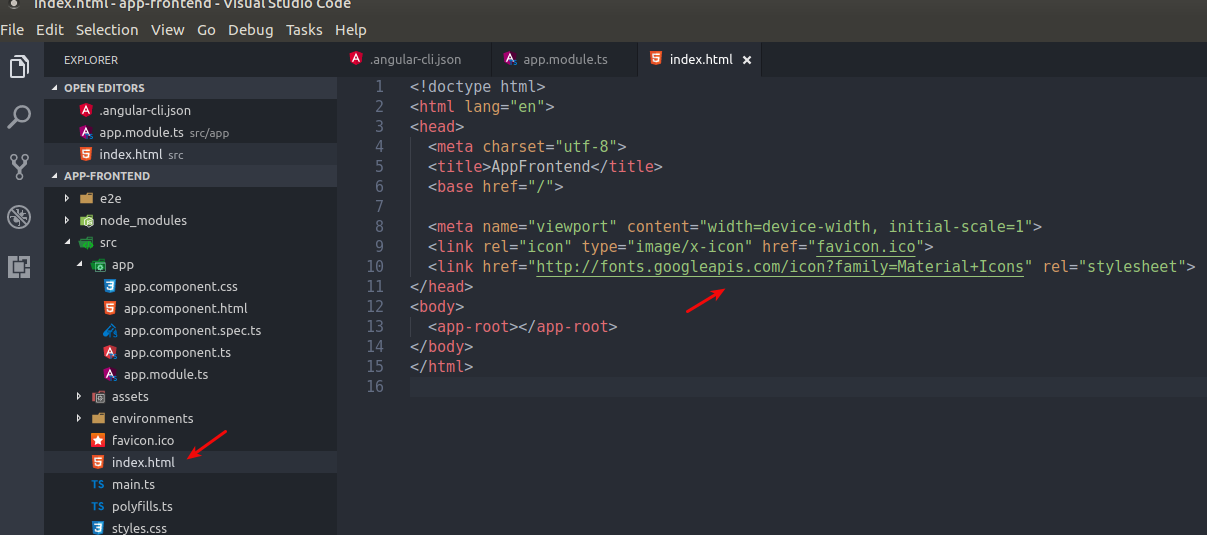 index.html - app-frontend - Visual Studio Code
File Edit Selection View Go Debug Tasks Help
EXPLORER
OPEN EDITORS
.angular-cli.json
app.module.ts src/app
index.html src
APP-FRONTEND
e2e
node_modules
src
app
app.component.css
app.component.html
app.component.spec.ts
app.component.ts
app.module.ts
assets
environments
favicon.ico
index.html
main.ts
polyfills.ts
styles.css
.angular-cli.json app.module.ts index.html
1 <!doctype html>
2 <html lang="en">
3 <head>
4 <meta charset="utf-8">
5 <title>AppFrontend</title>
6 <base href="/">
7
8 <meta name="viewport" content="width=device-width, initial-scale=1">
9 <link rel="icon" type="image/x-icon" href="favicon.ico">
10 <link href="http://fonts.googleapis.com/icon?family=Material+Icons" rel="stylesheet">
11 </head>
12 <body>
13 <app-root></app-root>
14 </body>
15 </html>
16